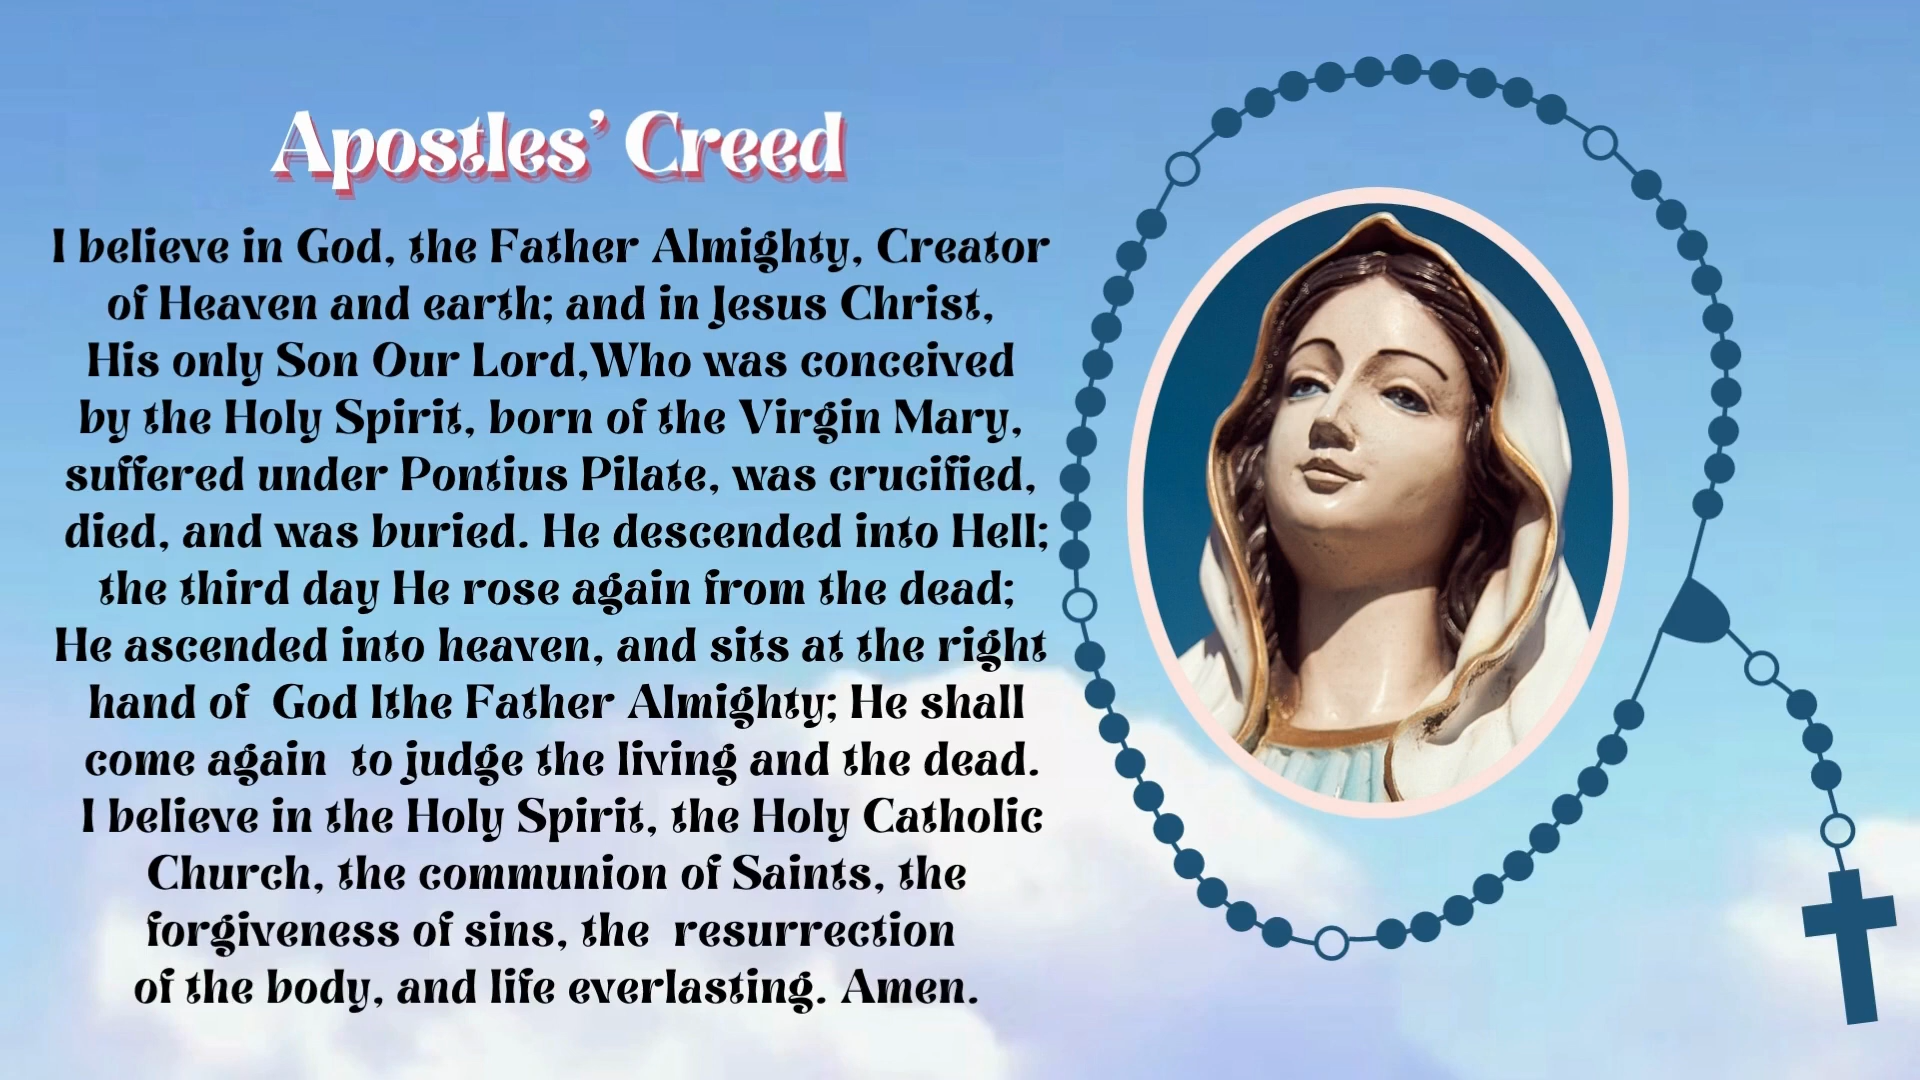 Apostles’ Creed
I believe in God, the Father Almighty, Creator
of Heaven and earth; and in Jesus Christ,
His only Son Our Lord,Who was conceived
by the Holy Spirit, born of the Virgin Mary,
suffered under Pontius Pilate, was crucified,
died, and was buried. He descended into Hell;
the third day He rose again from the dead;
He ascended into heaven, and sits at the right
hand of  God lthe Father Almighty; He shall
come again  to judge the living and the dead.
I believe in the Holy Spirit, the Holy Catholic
Church, the communion of Saints, the
forgiveness of sins, the  resurrection
of the body, and life everlasting. Amen.